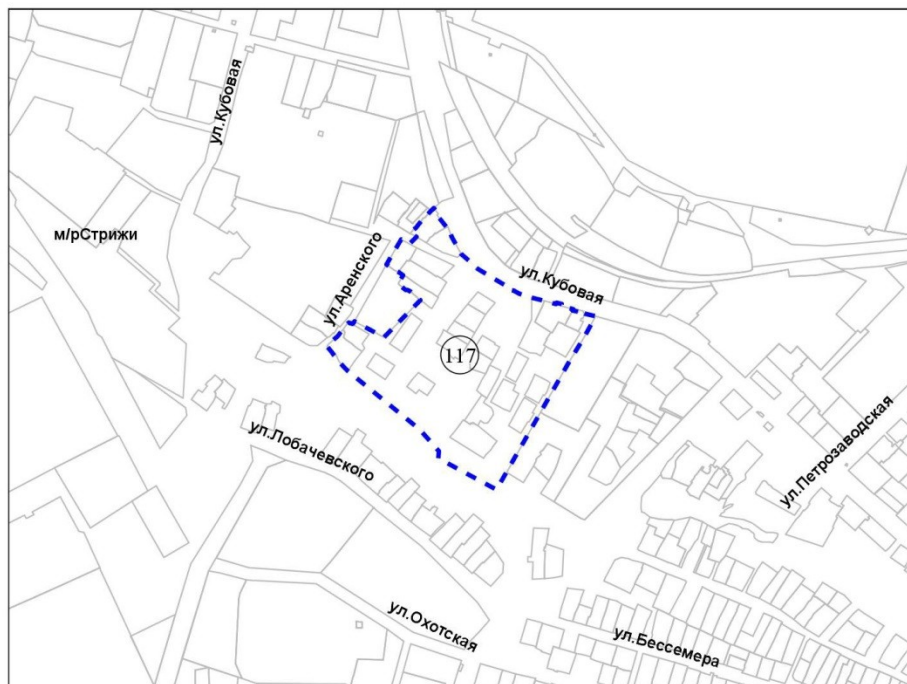 ул.Кубовая
м/рСтрижи
ул.Аренского
ул.Кубовая
117
ул.Лобачевского
ул.Петрозаводская
ул.Охотская
ул.Бессемера